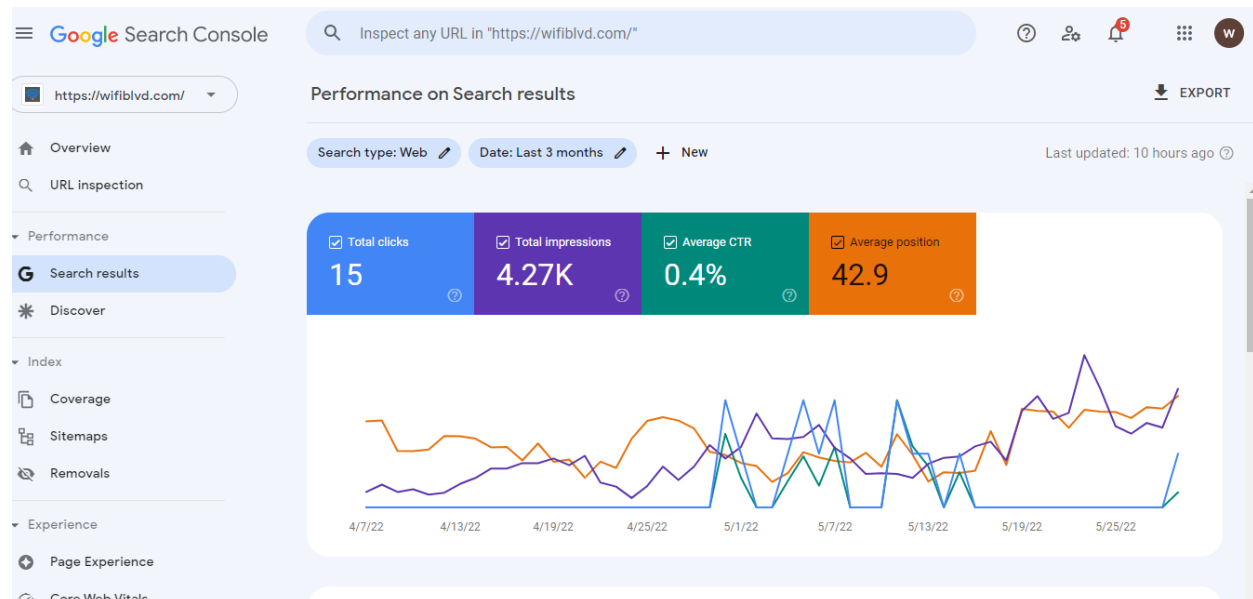 Google Search Console
Inspect any URL in "https://wifiblvd.com/"
5
W
https://wifiblvd.com/
Performance on Search results
EXPORT
Search type: Web
Date: Last 3 months
+ New
Last updated: 10 hours ago
Overview
URL inspection
Performance
G Search results
Discover
Index
Coverage
Sitemaps
Removals
Experience
Page Experience
Core Web Vitals
Total clicks
15
Total impressions
4.27K
Average CTR
0.4%
Average position
42.9
4/7/22 4/13/22 4/19/22 4/25/22 5/1/22 5/7/22 5/13/22 5/19/22 5/25/22